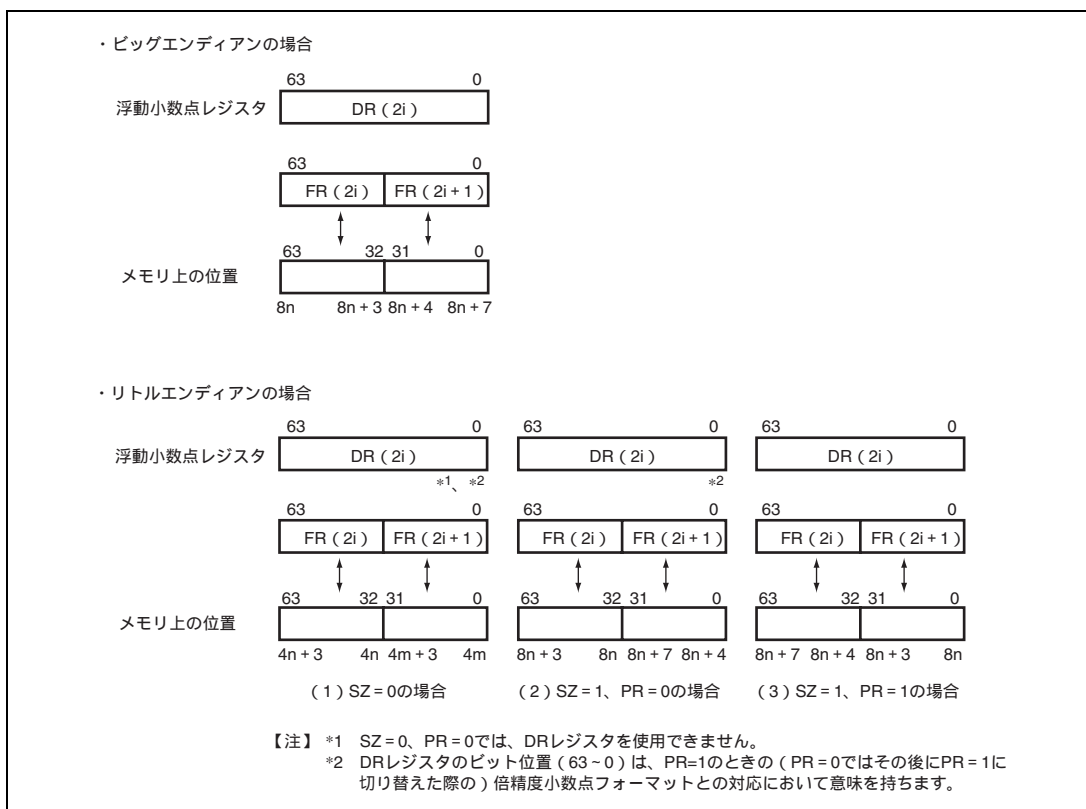 ・ビッグエンディアンの場合
63 0
浮動小数点レジスタ DR（2i）
63 0
FR（2i） FR（2i+1）
63 32 31 0
メモリ上の位置
8n 8n+3 8n+4 8n+7
・リトルエンディアンの場合
63 0 63 0 63 0
浮動小数点レジスタ DR（2i） DR（2i） DR（2i）
*1、*2 *2
63 0 63 0 63 0
FR（2i） FR（2i+1） FR（2i） FR（2i+1） FR（2i） FR（2i+1）
63 32 31 0 63 32 31 0 63 32 31 0
メモリ上の位置
4n+3 4n 4m+3 4m 8n+3 8n 8n+7 8n+4 8n+7 8n+4 8n+3 8n
（1）SZ=0の場合 （2）SZ=1、PR=0の場合 （3）SZ=1、PR=1の場合
【注】 *1 SZ=0、PR=0では、DRレジスタを使用できません。
*2 DRレジスタのビット位置（63~0）は、PR=1のときの（PR=0ではその後にPR=1に
切り替えた際の）倍精度小数点フォーマットとの対応において意味を持ちます。